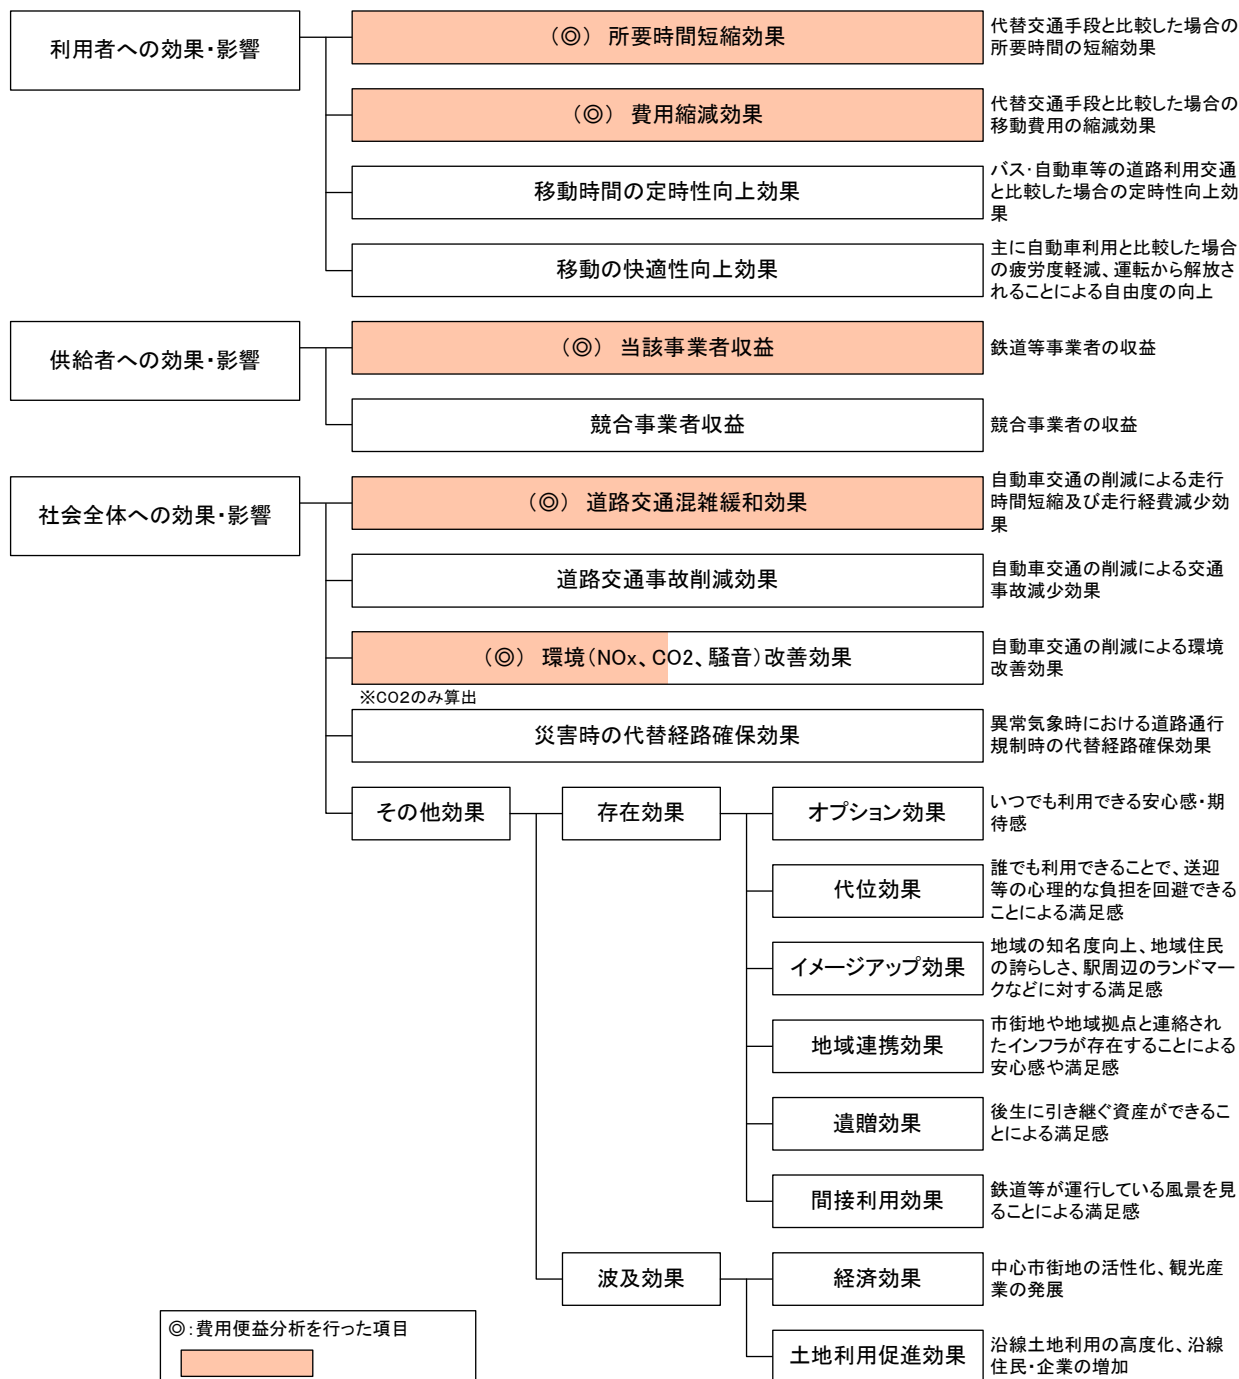 利用者への効果・影響
（◎） 所要時間短縮効果
代替交通手段と比較した場合の
所要時間の短縮効果
（◎） 費用縮減効果
代替交通手段と比較した場合の
移動費用の縮減効果
移動時間の定時性向上効果
バス・自動車等の道路利用交通
と比較した場合の定時性向上効
果
移動の快適性向上効果
主に自動車利用と比較した場合
の疲労度軽減、運転から解放さ
れることによる自由度の向上
供給者への効果・影響
（◎） 当該事業者収益
鉄道等事業者の収益
競合事業者収益
競合事業者の収益
社会全体への効果・影響
（◎） 道路交通混雑緩和効果
自動車交通の削減による走行
時間短縮及び走行経費減少効
果
道路交通事故削減効果
自動車交通の削減による交通
事故減少効果
（◎） 環境（NOx、CO2、騒音）改善効果
自動車交通の削減による環境
改善効果
※CO2のみ算出
災害時の代替経路確保効果
異常気象時における道路通行
規制時の代替経路確保効果
その他効果
存在効果
オプション効果
いつでも利用できる安心感・期
待感
代位効果
誰でも利用できることで、送迎
等の心理的な負担を回避できる
ことによる満足感
イメージアップ効果
地域の知名度向上、地域住民
の誇らしさ、駅周辺のランドマー
クなどに対する満足感
地域連携効果
市街地や地域拠点と連絡され
たインフラが存在することによる
安心感や満足感
遺贈効果
後生に引き継ぐ資産ができるこ
とによる満足感
間接利用効果
鉄道等が運行している風景を見
ることによる満足感
波及効果
経済効果
中心市街地の活性化、観光産
業の発展
土地利用促進効果
沿線土地利用の高度化、沿線
住民・企業の増加
◎：費用便益分析を行った項目